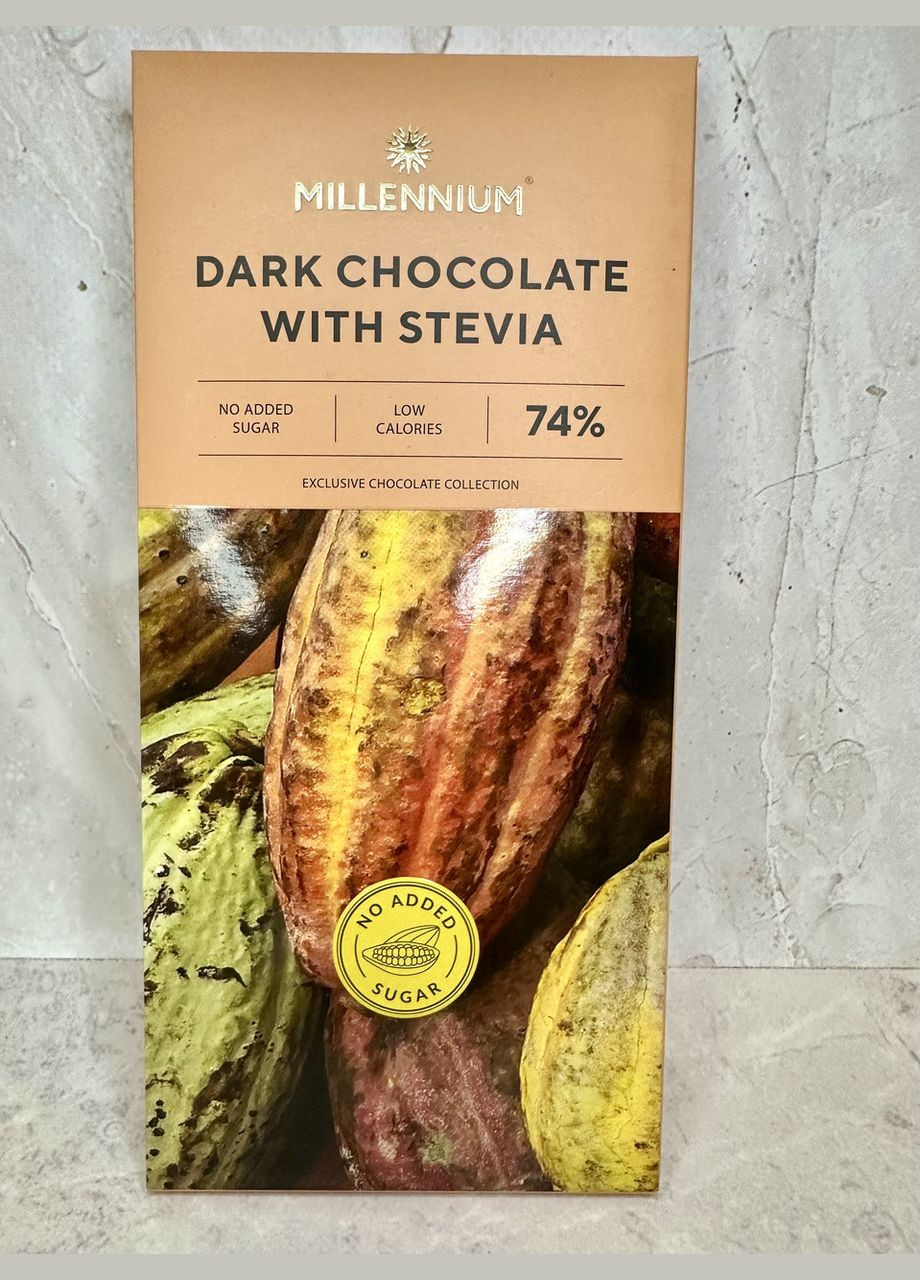 MILLENNIUM®
DARK CHOCOLATE
WITH STEVIA
NO ADDED
SUGAR
LOW
CALORIES
74%
EXCLUSIVE CHOCOLATE COLLECTION
NO ADDED
SUGAR